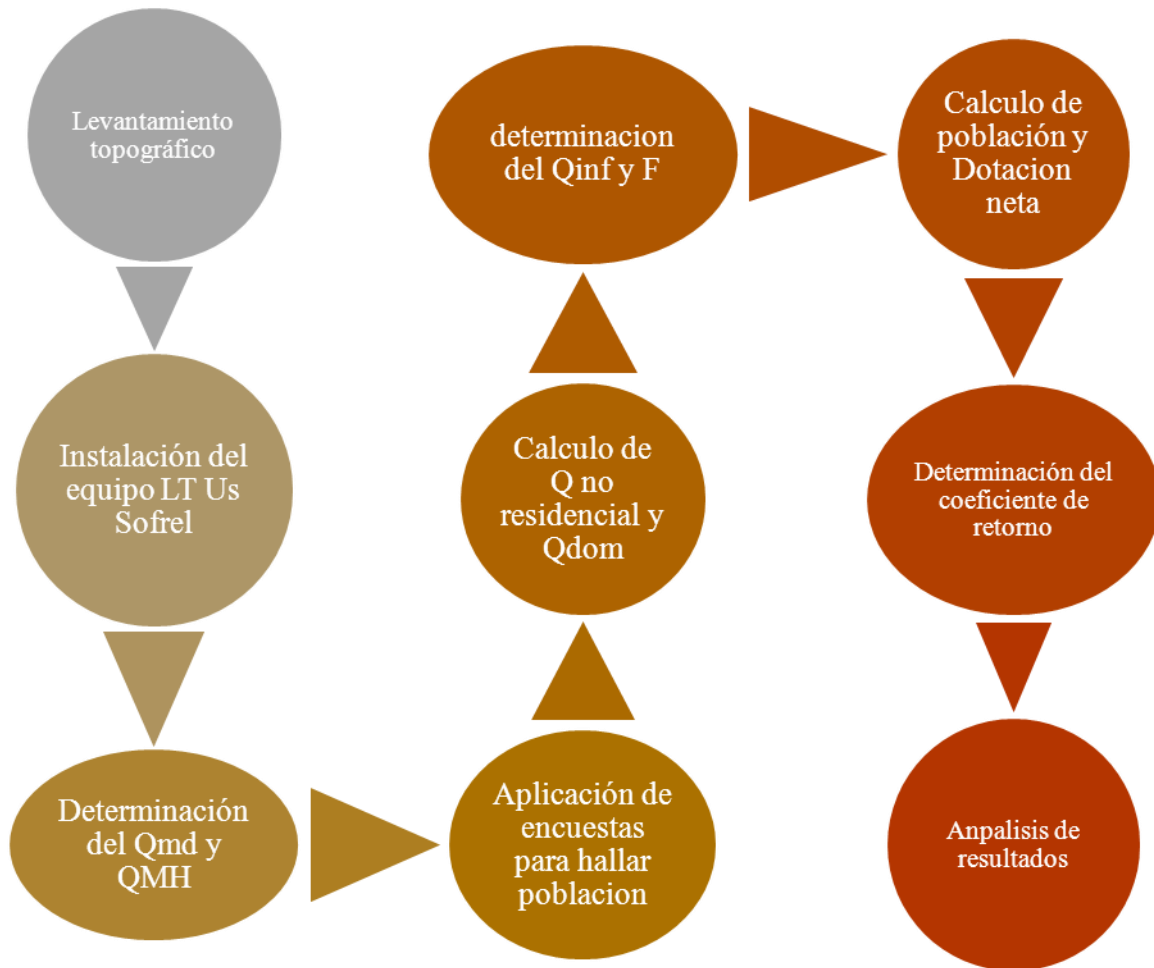 Levantamiento
topográfico
Instalación del
equipo LT Us
Sofrel
Determinación
del Qmd y
QMH
Aplicación de
encuestas
para hallar
poblacion
Calculo de
Q no
residencial y
Qdom
determinacion
del Qinf y F
Calculo de
población y
Dotacion
neta
Determinación del
coeficiente de
retorno
Anpalisis de
resultados